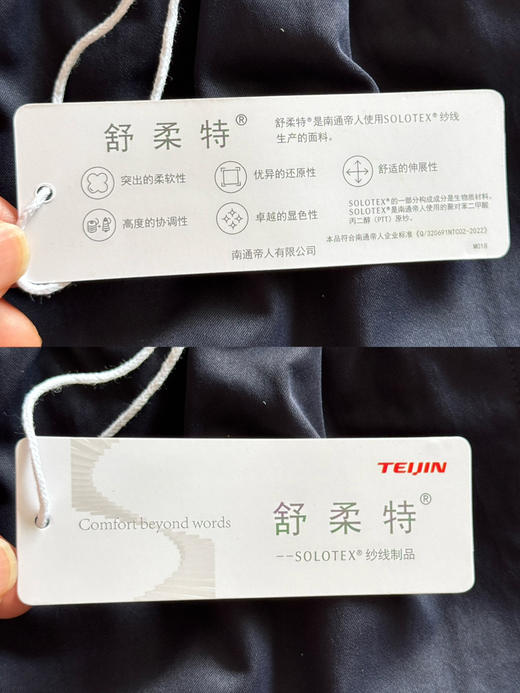 舒柔特®
舒柔特®是南通帝人使用SOLOTEX®纱线
生产的面料。
突出的柔软性
优异的还原性
舒适的伸展性
高度的协调性
卓越的显色性
SOLOTEX®的一部分构成成分是生物质材料。
SOLOTEX®是南通帝人使用的聚对苯二甲酸
丙二醇（PTT）原纱。
本品符合南通帝人企业标准《Q/320691NTC02-2022》
南通帝人有限公司
M018
TEIJIN
Comfort beyond words
舒柔特®
--SOLOTEX®纱线制品